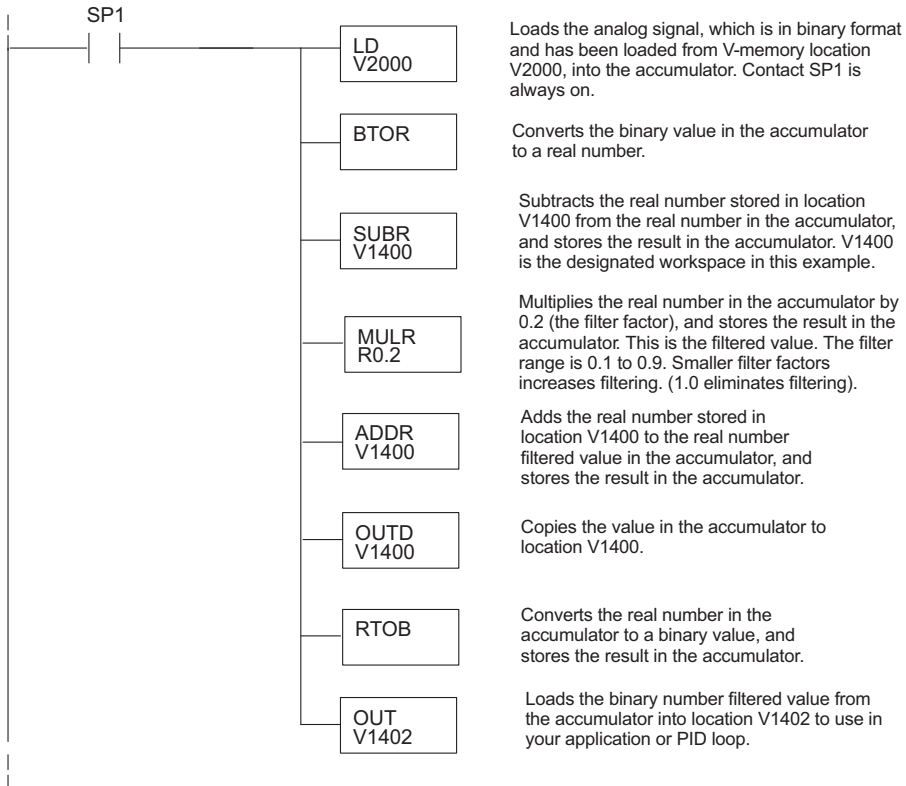 SP1
LD
V2000
Loads the analog signal, which is in binary format
and has been loaded from V-memory location
V2000, into the accumulator. Contact SP1 is
always on.
BTOR
Converts the binary value in the accumulator
to a real number.
SUBR
V1400
Subtracts the real number stored in location
V1400 from the real number in the accumulator,
and stores the result in the accumulator. V1400
is the designated workspace in this example.
MULR
R0.2
Multiplies the real number in the accumulator by
0.2 (the filter factor), and stores the result in the
accumulator. This is the filtered value. The filter
range is 0.1 to 0.9. Smaller filter factors
increases filtering. (1.0 eliminates filtering).
ADDR
V1400
Adds the real number stored in
location V1400 to the real number
filtered value in the accumulator, and
stores the result in the accumulator.
OUTD
V1400
Copies the value in the accumulator to
location V1400.
RTOB
Converts the real number in the
accumulator to a binary value, and
stores the result in the accumulator.
OUT
V1402
Loads the binary number filtered value from
the accumulator into location V1402 to use in
your application or PID loop.